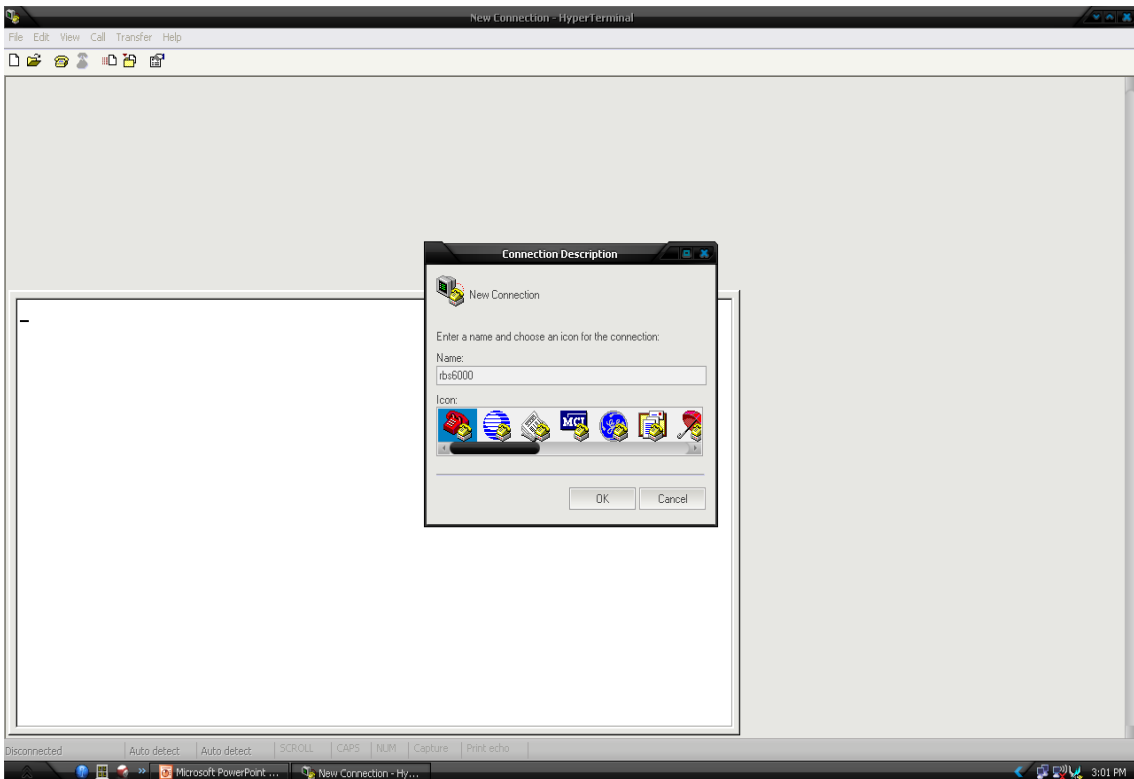 New Connection - HyperTerminal
File Edit View Call Transfer Help
Connection Description
New Connection
Enter a name and choose an icon for the connection:
Name:
rbs6000
Icon:
MCI
OK Cancel
Disconnected Auto detect Auto detect SCROLL CAPS NUM Capture Print echo
Microsoft PowerPoint ... New Connection - Hy... 3:01 PM